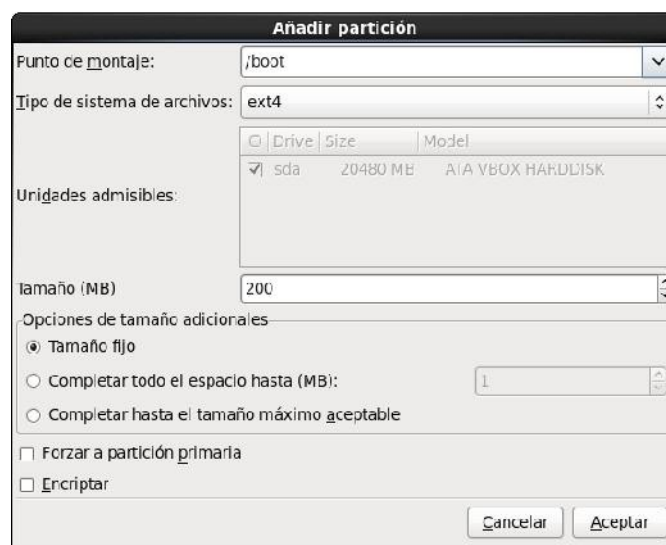 Añadir partición
Punto de montaje: /boot
Tipo de sistema de archivos: ext4
Drive Size Model
Unidades admisibles: sda 20480 MB ATA VBOX HARDDISK
Tamaño (MB) 200
Opciones de tamaño adicionales
Tamaño fijo
Completar todo el espacio hasta (MB): 1
Completar hasta el tamaño máximo aceptable
Forzar a partición primaria
Encriptar
Cancelar Aceptar